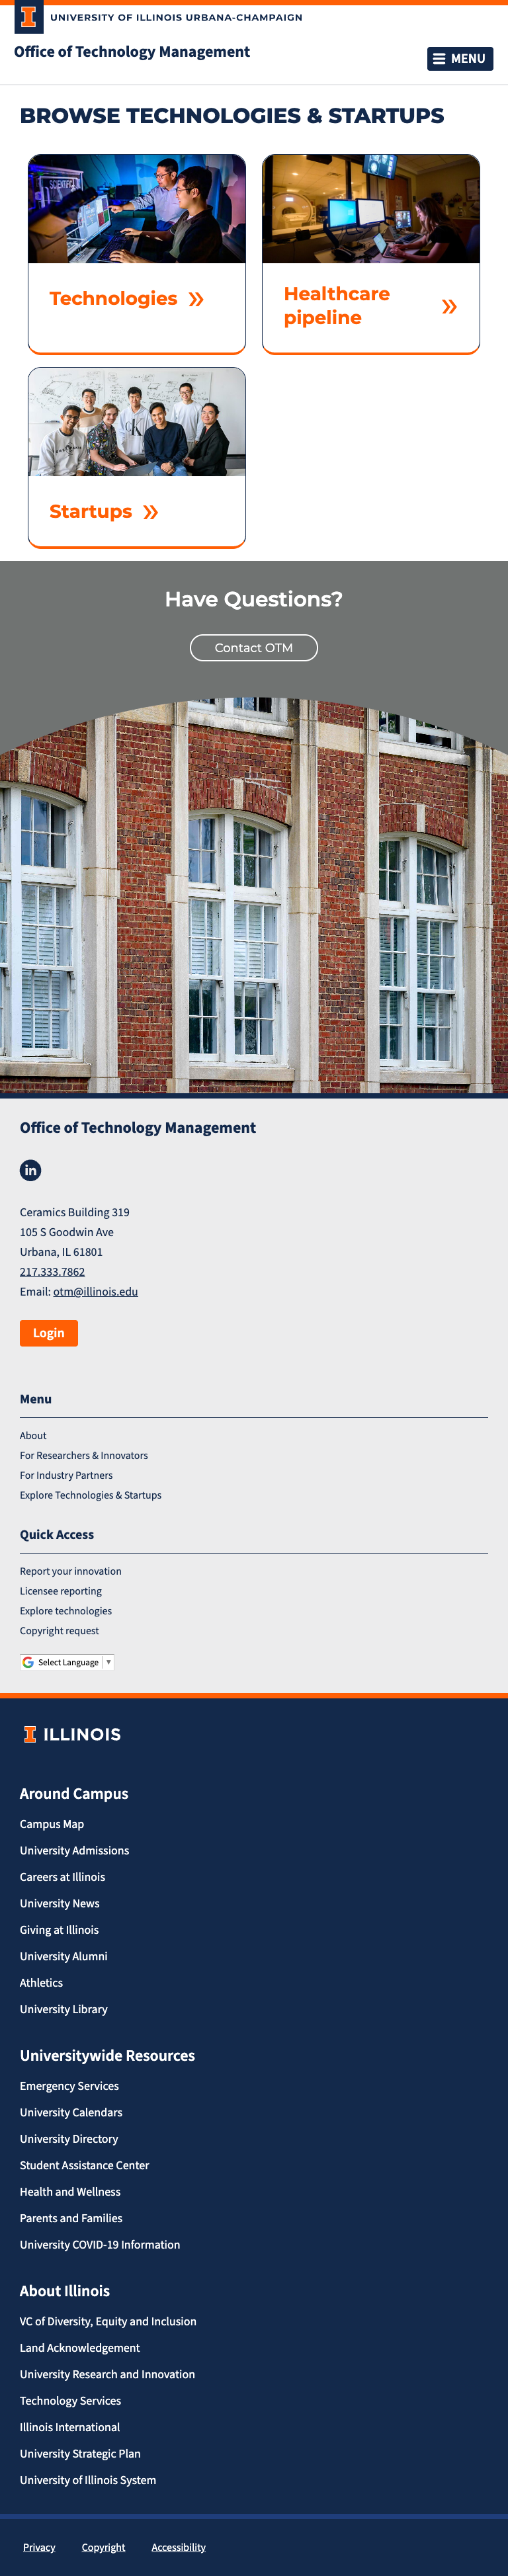 UNIVERSITY OF ILLINOIS URBANA-CHAMPAIGN
Office of Technology Management
MENU
BROWSE TECHNOLOGIES & STARTUPS
SCIENTIFIC
Technologies
Healthcare
pipeline
Startups
Have Questions?
Contact OTM
Office of Technology Management
in
Ceramics Building 319
105 S Goodwin Ave
Urbana, IL 61801
217.333.7862
Email: otm@illinois.edu
Login
Menu
About
For Researchers & Innovators
For Industry Partners
Explore Technologies & Startups
Quick Access
Report your innovation
Licensee reporting
Explore technologies
Copyright request
Select Language
ILLINOIS
Around Campus
Campus Map
University Admissions
Careers at Illinois
University News
Giving at Illinois
University Alumni
Athletics
University Library
Universitywide Resources
Emergency Services
University Calendars
University Directory
Student Assistance Center
Health and Wellness
Parents and Families
University COVID-19 Information
About Illinois
VC of Diversity, Equity and Inclusion
Land Acknowledgement
University Research and Innovation
Technology Services
Illinois International
University Strategic Plan
University of Illinois System
Privacy Copyright Accessibility